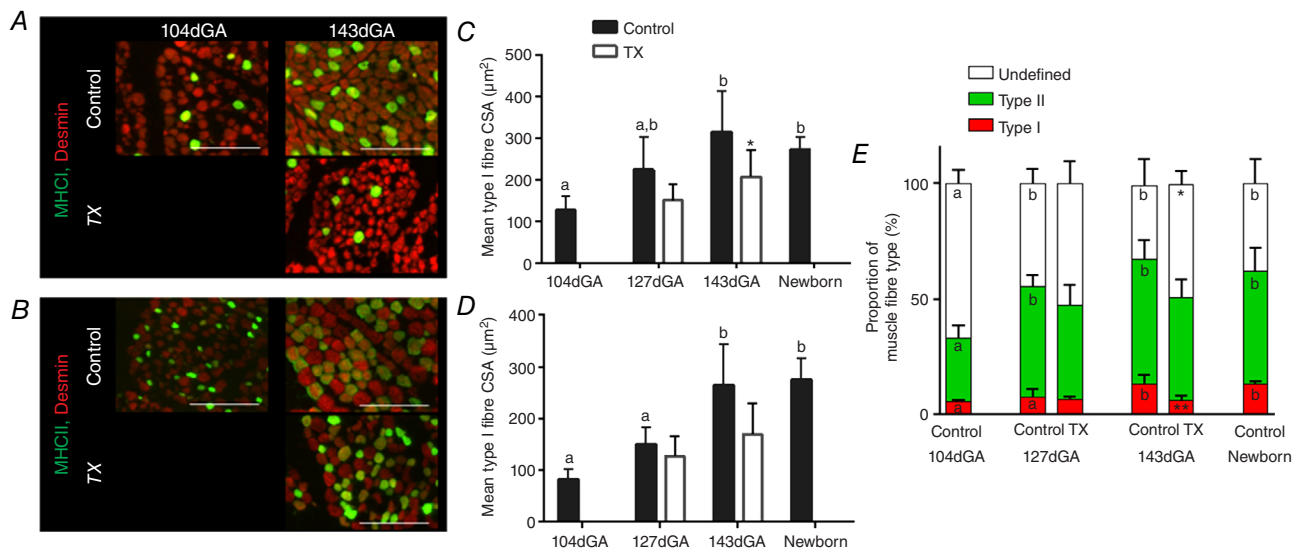 A
104dGA 143dGA
Control
TX
MHCI, Desmin
B
Control
TX
MHCII, Desmin
C
Control
TX
Mean type I fibre CSA (µm²)
500
400
300
200
100
0
a
a,b
b
*
b
104dGA 127dGA 143dGA Newborn
D
Mean type I fibre CSA (µm²)
400
300
200
100
0
a
a
b
b
104dGA 127dGA 143dGA Newborn
Undefined
Type II
Type I
E
Proportion of
muscle fibre type (%)
100
50
0
a b b * b
a b b b
a a b ** b
Control Control TX Control TX Control
104dGA 127dGA 143dGA Newborn